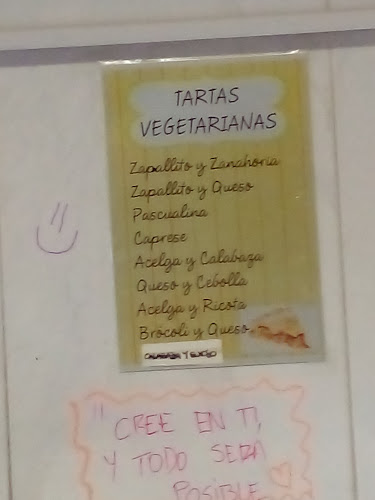 TARTAS
VEGETARIANAS
Zapallito y Zanahoria
Zapallito y Queso
Pascualina
Caprese
Acelga y Calabaza
Queso y Cebolla
Acelga y Ricota
Brócoli y Queso
CALABAZA Y
"CREE EN TI,
Y TODO SERA
POSIBLE